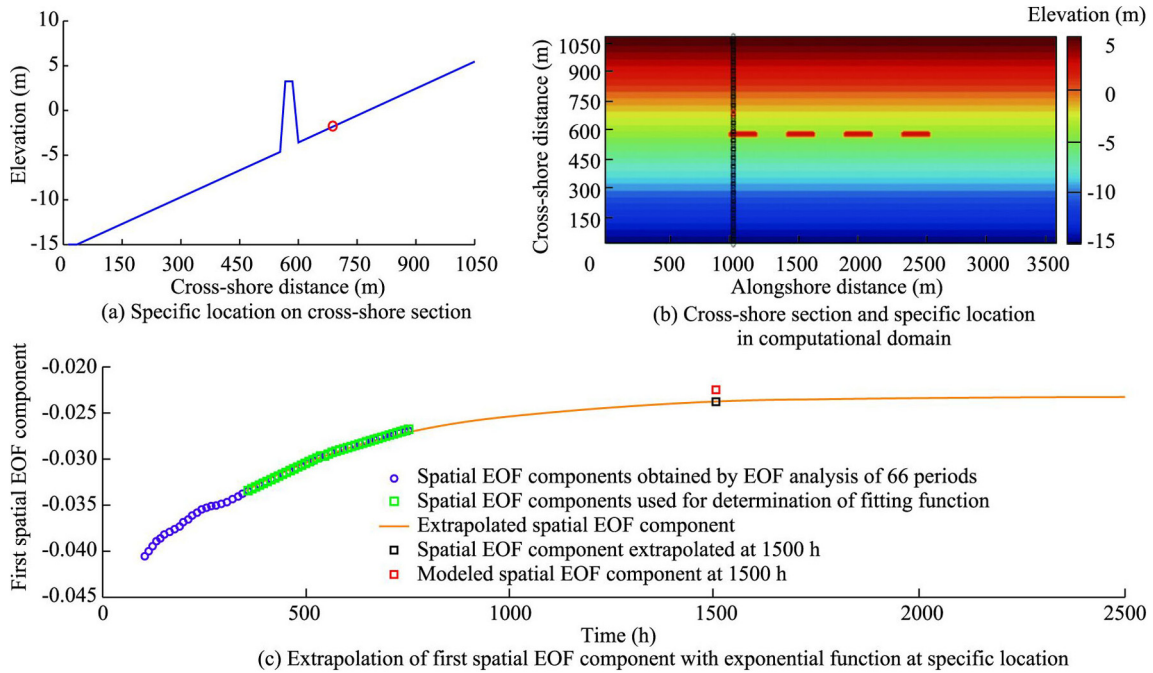 10
5
0
-5
-10
-15
Elevation (m)
0 150 300 450 600 750 900 1050
Cross-shore distance (m)
(a) Specific location on cross-shore section
Elevation (m)
1050
900
750
600
450
300
150
0
Cross-shore distance (m)
500 1000 1500 2000 2500 3000 3500
Alongshore distance (m)
5
0
-5
-10
-15
(b) Cross-shore section and specific location
in computational domain
-0.020
-0.025
-0.030
-0.035
-0.040
-0.045
First spatial EOF component
Spatial EOF components obtained by EOF analysis of 66 periods
Spatial EOF components used for determination of fitting function
Extrapolated spatial EOF component
Spatial EOF component extrapolated at 1500 h
Modeled spatial EOF component at 1500 h
0 500 1000 1500 2000 2500
Time (h)
(c) Extrapolation of first spatial EOF component with exponential function at specific location